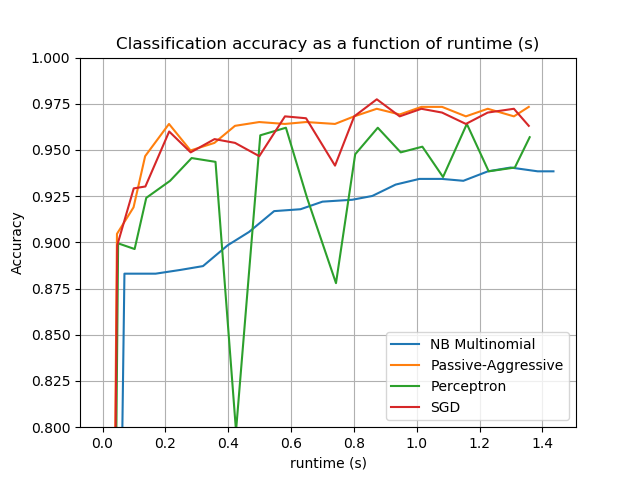 Classification accuracy as a function of runtime (s)
1.000
0.975
0.950
0.925
0.900
0.875
0.850
0.825
0.800
Accuracy
NB Multinomial
Passive-Aggressive
Perceptron
SGD
0.0 0.2 0.4 0.6 0.8 1.0 1.2 1.4
runtime (s)